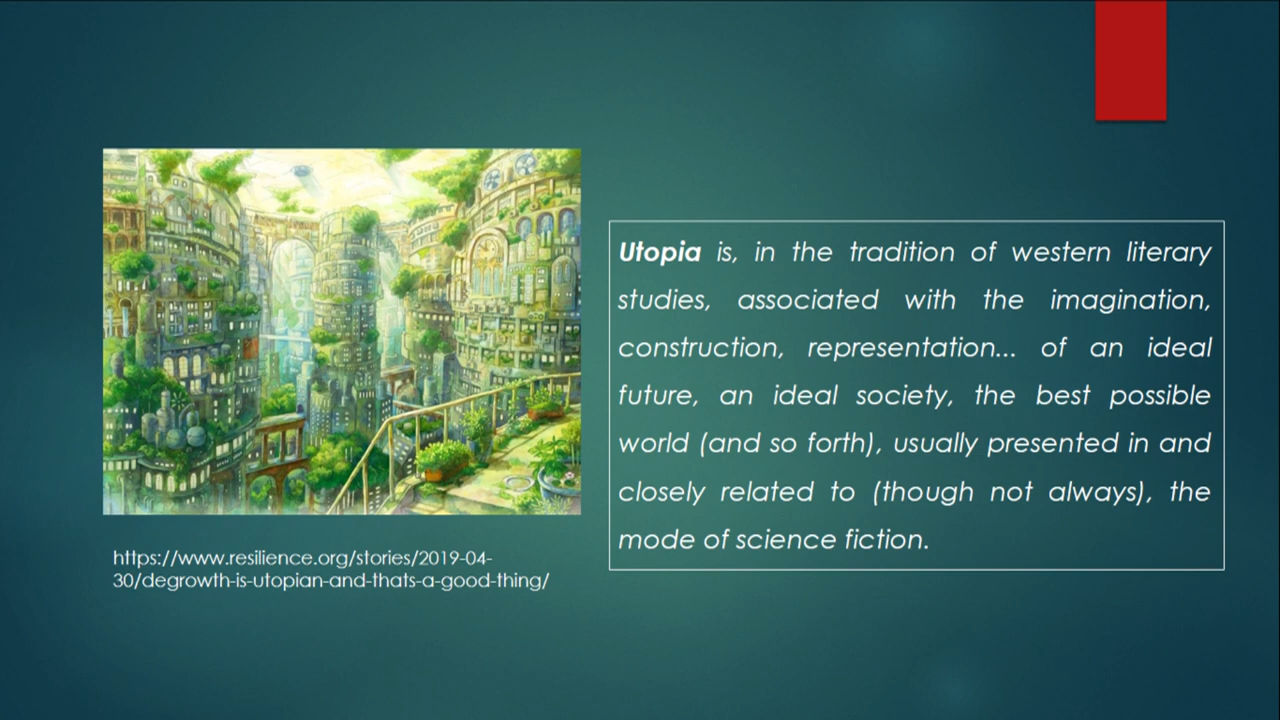 Utopia is, in the tradition of western literary
studies, associated with the imagination,
construction, representation... of an ideal
future, an ideal society, the best possible
world (and so forth), usually presented in and
closely related to (though not always), the
mode of science fiction.
https://www.resilience.org/stories/2019-04-
30/degrowth-is-utopian-and-thats-a-good-thing/